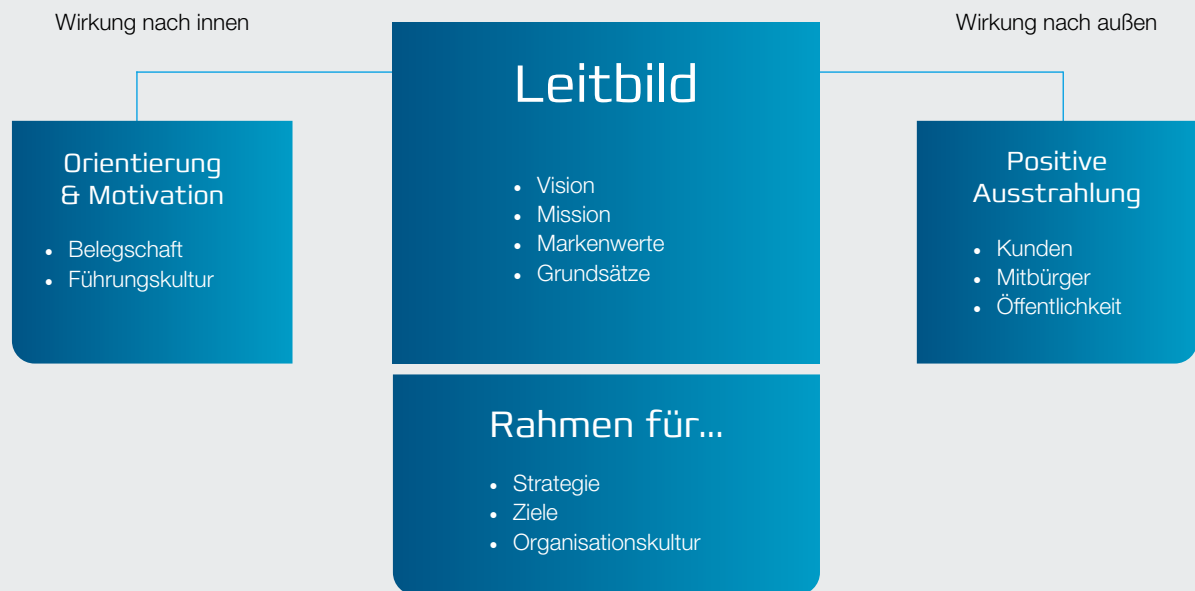 Wirkung nach innen
Wirkung nach außen
Leitbild
• Vision
• Mission
• Markenwerte
• Grundsätze
Orientierung
& Motivation
• Belegschaft
• Führungskultur
Positive
Ausstrahlung
• Kunden
• Mitbürger
• Öffentlichkeit
Rahmen für...
• Strategie
• Ziele
• Organisationskultur